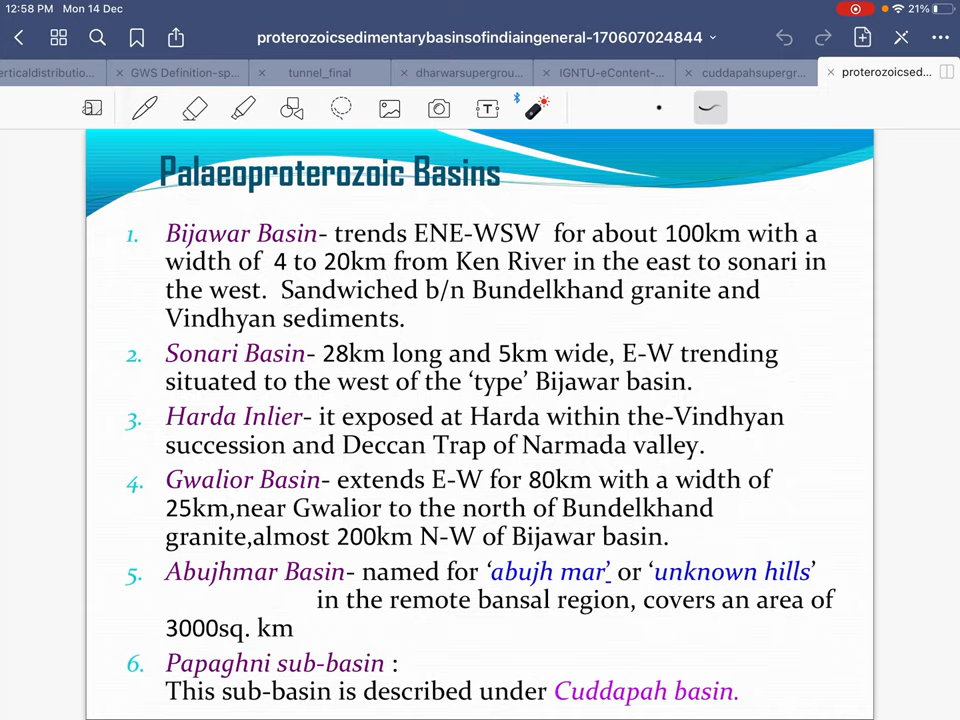 12:58 PM Mon 14 Dec
21%
proterozoicsedimentarybasinsofindiaingeneral-170607024844
erticaldistributio...
GWS Definition-sp...
tunnel_final
dharwarsupergrou...
IGNTU-eContent-...
cuddapahsupergr...
proterozoicsed...
Palaeoproterozoic Basins
1. Bijawar Basin- trends ENE-WSW for about 100km with a
width of 4 to 20km from Ken River in the east to sonari in
the west. Sandwiched b/n Bundelkhand granite and
Vindhyan sediments.
2. Sonari Basin- 28km long and 5km wide, E-W trending
situated to the west of the ‘type’ Bijawar basin.
3. Harda Inlier- it exposed at Harda within the-Vindhyan
succession and Deccan Trap of Narmada valley.
4. Gwalior Basin- extends E-W for 80km with a width of
25km,near Gwalior to the north of Bundelkhand
granite,almost 200km N-W of Bijawar basin.
5. Abujhmar Basin- named for ‘abujh mar’ or ‘unknown hills’
in the remote bansal region, covers an area of
3000sq. km
6. Papaghni sub-basin :
This sub-basin is described under Cuddapah basin.